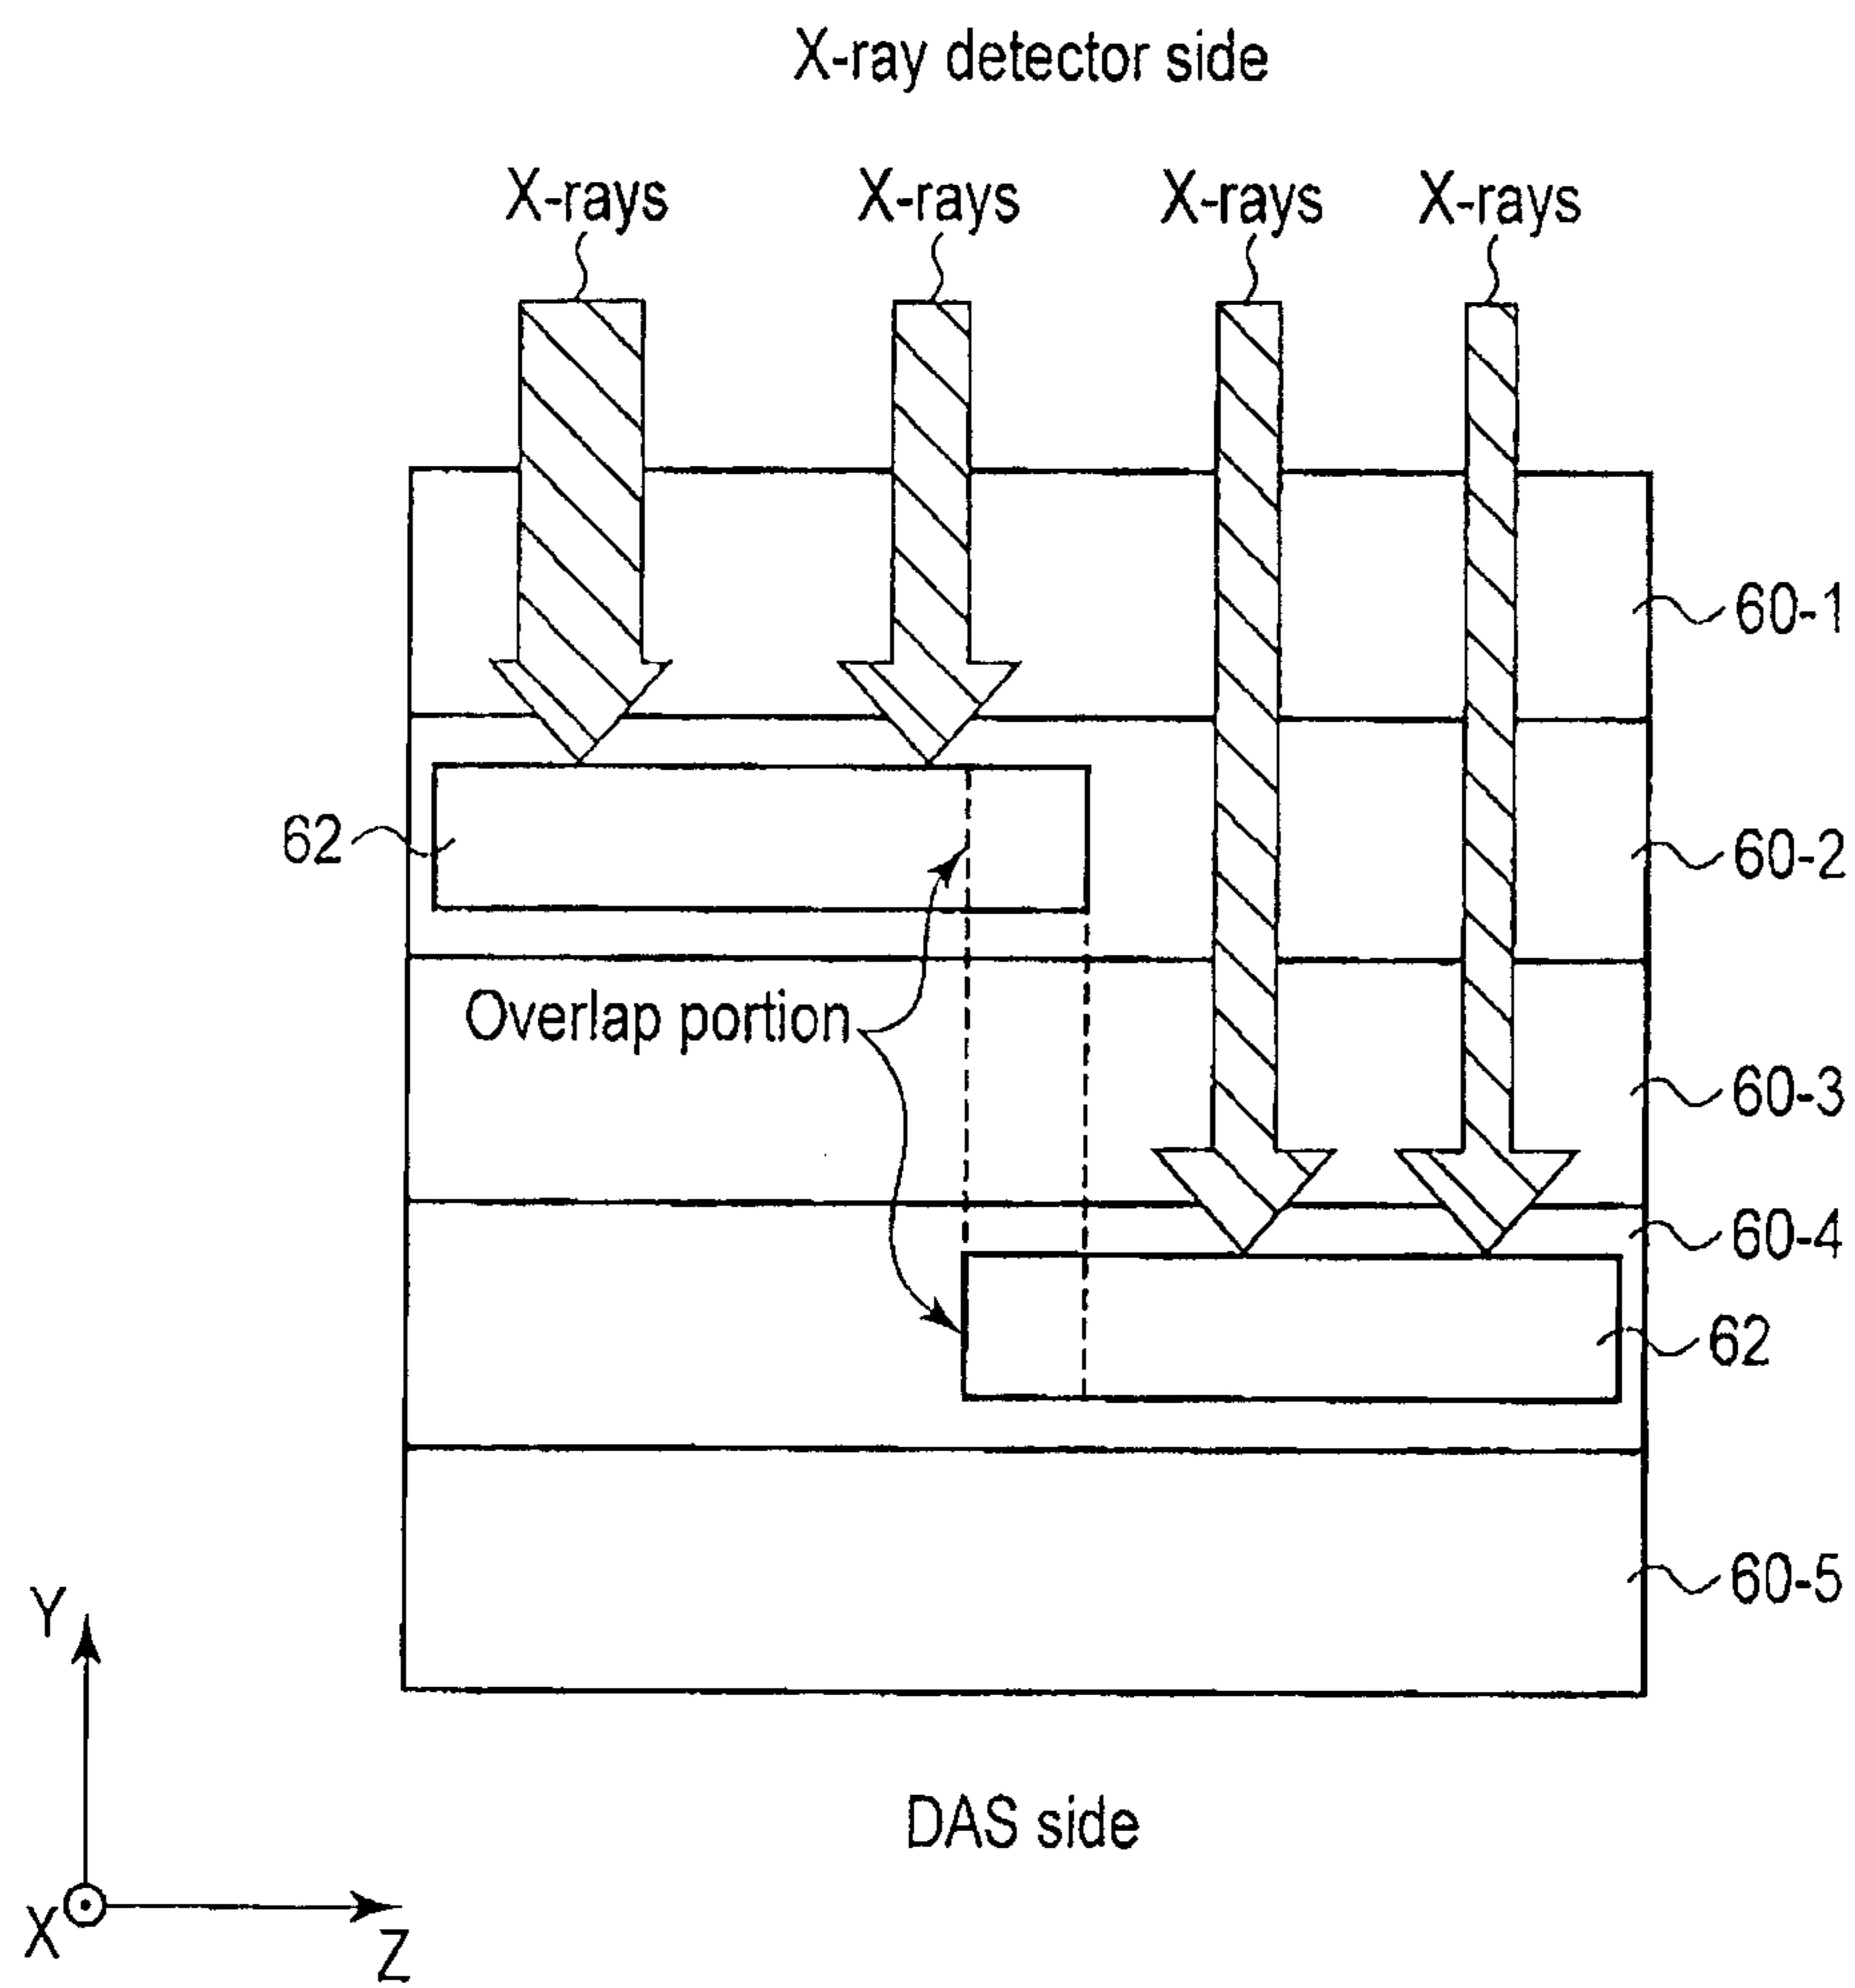 X-ray detector side
X-rays
X-rays
X-rays
X-rays
60-1
62
60-2
Overlap portion
60-3
60-4
62
60-5
Y
DAS side
X
Z